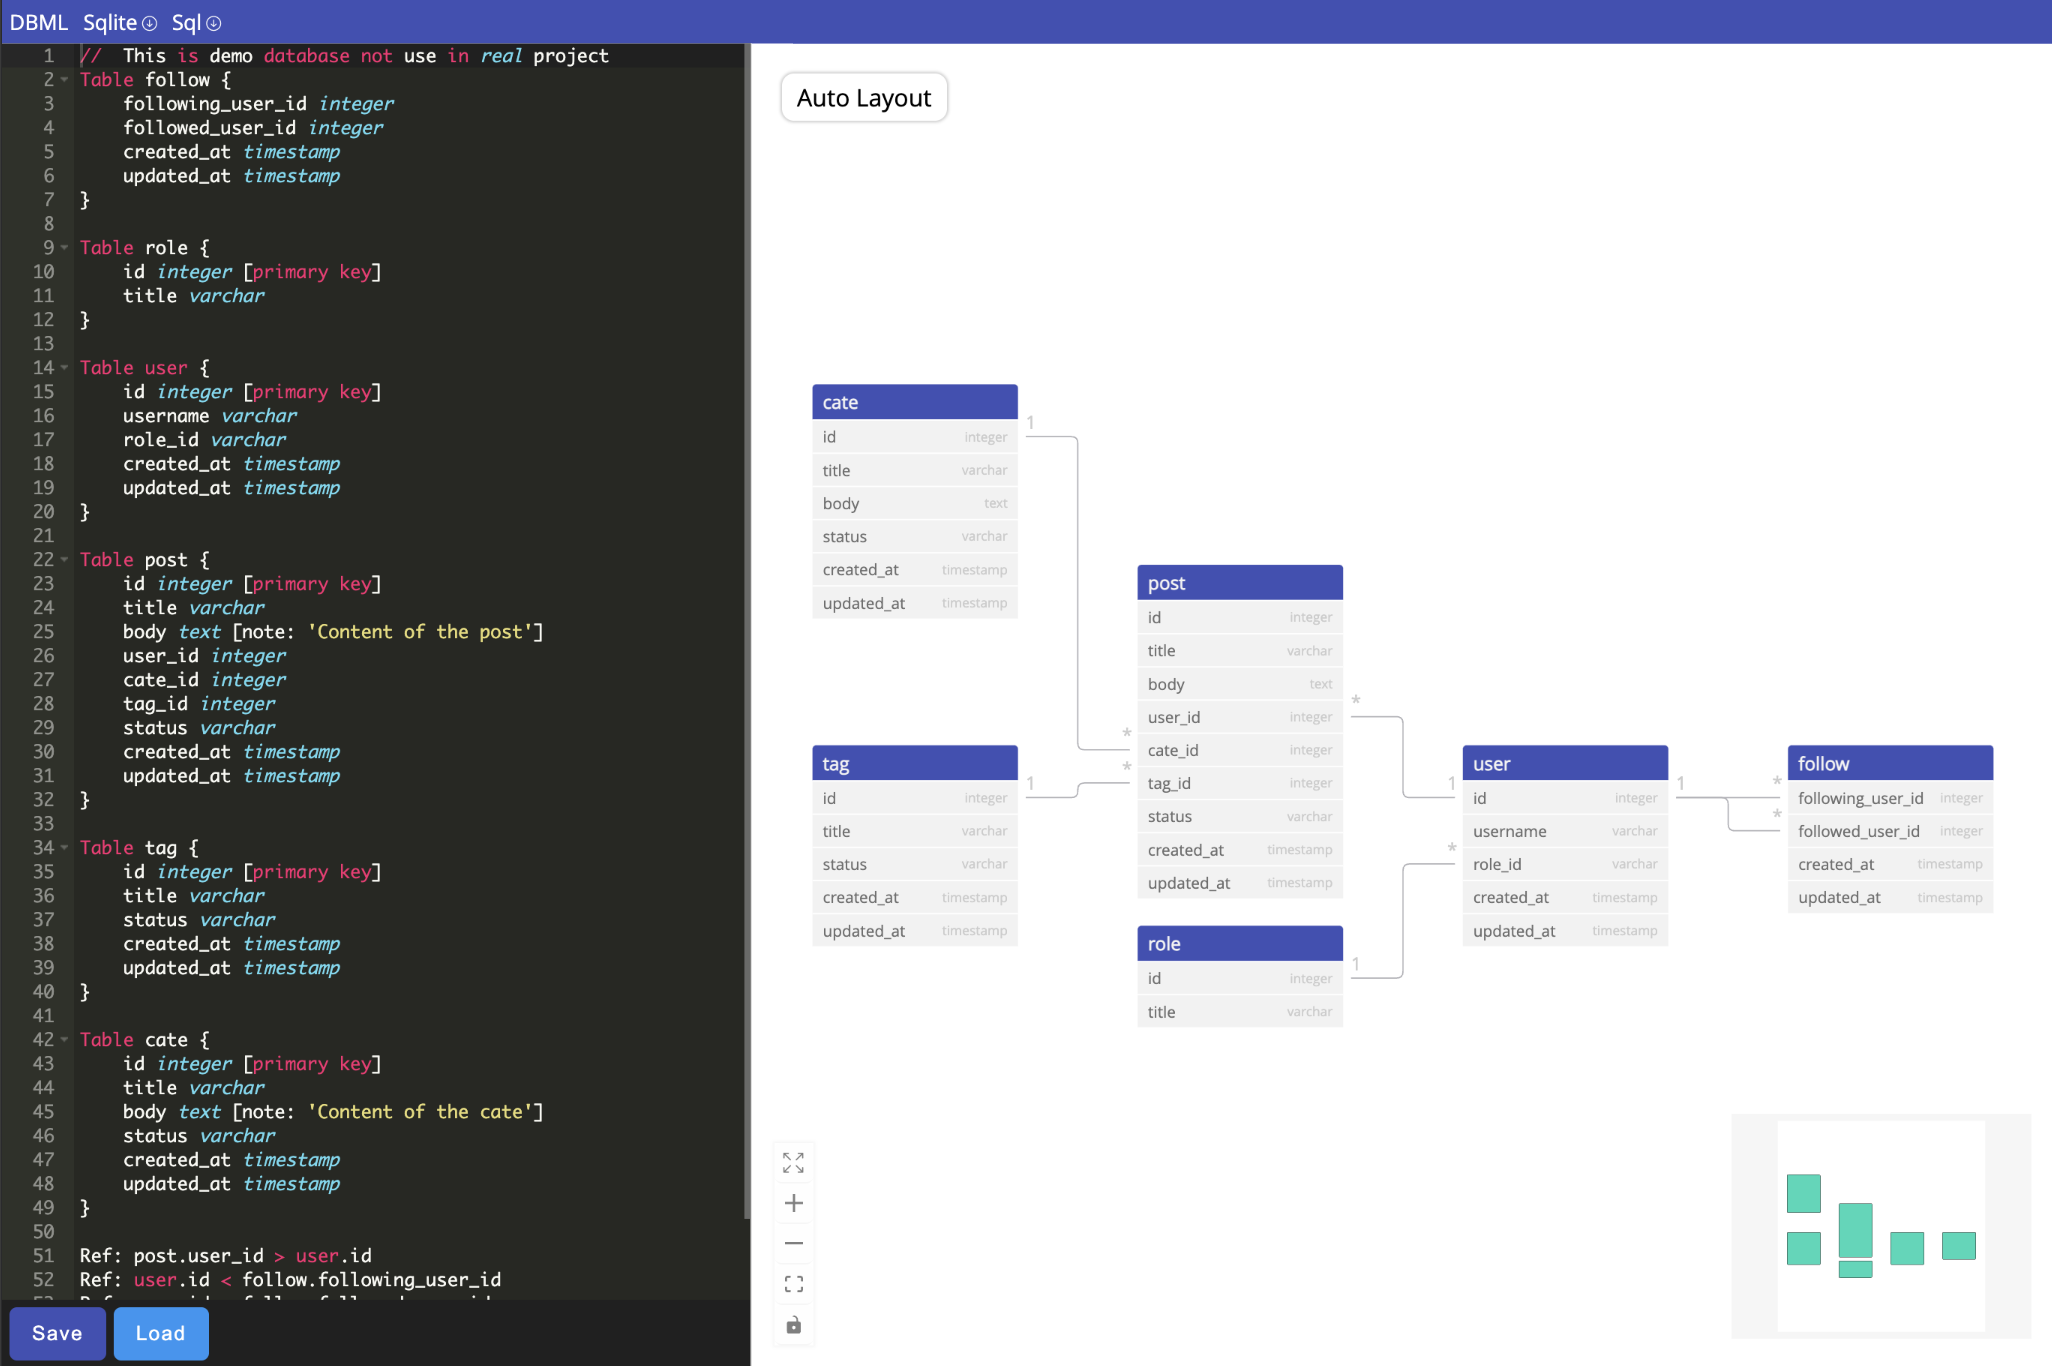 DBML Sqlite Sql
1 // This is demo database not use in real project
2 Table follow {
3 following_user_id integer
4 followed_user_id integer
5 created_at timestamp
6 updated_at timestamp
7 }
8
9 Table role {
10 id integer [primary key]
11 title varchar
12 }
13
14 Table user {
15 id integer [primary key]
16 username varchar
17 role_id varchar
18 created_at timestamp
19 updated_at timestamp
20 }
21
22 Table post {
23 id integer [primary key]
24 title varchar
25 body text [note: 'Content of the post']
26 user_id integer
27 cate_id integer
28 tag_id integer
29 status varchar
30 created_at timestamp
31 updated_at timestamp
32 }
33
34 Table tag {
35 id integer [primary key]
36 title varchar
37 status varchar
38 created_at timestamp
39 updated_at timestamp
40 }
41
42 Table cate {
43 id integer [primary key]
44 title varchar
45 body text [note: 'Content of the cate']
46 status varchar
47 created_at timestamp
48 updated_at timestamp
49 }
50
51 Ref: post.user_id > user.id
52 Ref: user.id < follow.following_user_id
Save Load
Auto Layout
cate
id integer
title varchar
body text
status varchar
created_at timestamp
updated_at timestamp
1
*
tag
id integer
title varchar
status varchar
created_at timestamp
updated_at timestamp
1
*
post
id integer
title varchar
body text
user_id integer
cate_id integer
tag_id integer
status varchar
created_at timestamp
updated_at timestamp
*
1
role
id integer
title varchar
1
*
user
id integer
username varchar
role_id varchar
created_at timestamp
updated_at timestamp
1
*
*
follow
following_user_id integer
followed_user_id integer
created_at timestamp
updated_at timestamp